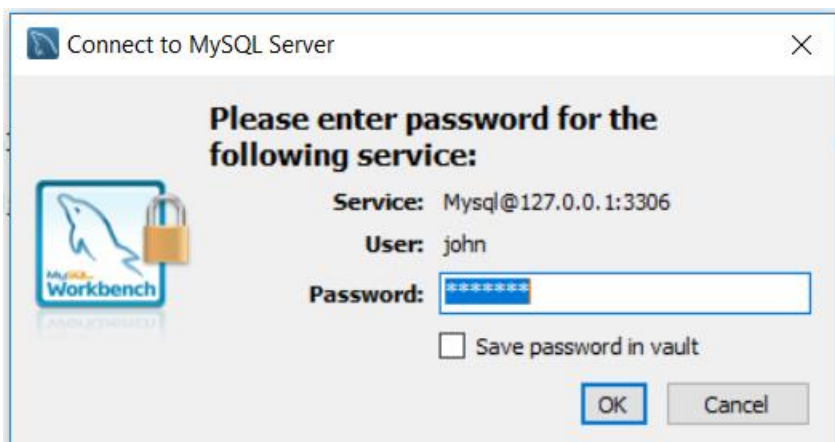 Connect to MySQL Server
Please enter password for the
following service:
Service: Mysql@127.0.0.1:3306
User: john
Password: *******
MySQL
Workbench
Save password in vault
OK Cancel